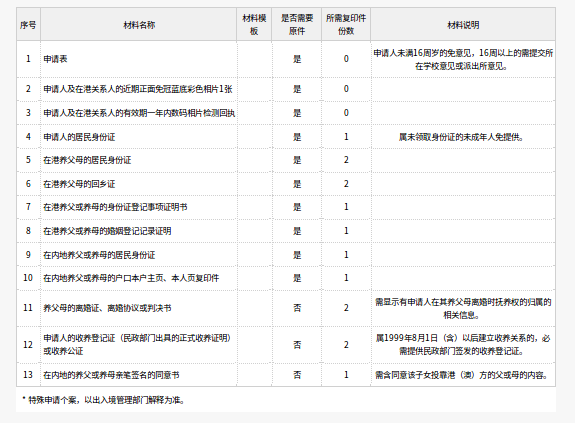 序号 材料名称 材料模板 是否需要原件 所需复印件份数 材料说明
1 申请表 是 0 申请人未满16周岁的免意见，16周以上的需提交所在学校意见或派出所意见。
2 申请人及在港关系人的近期正面免冠蓝底彩色相片1张 是 0
3 申请人及在港关系人的有效期一年内数码相片检测回执 是 0
4 申请人的居民身份证 是 1 属未领取身份证的未成年人免提供。
5 在港养父母的居民身份证 是 2
6 在港养父母的回乡证 是 2
7 在港养父或养母的身份证登记事项证明书 是 1
8 在港养父或养母的婚姻登记记录证明 是 1
9 在内地养父或养母的居民身份证 是 1
10 在内地养父或养母的户口本户主页、本人页复印件 是 1
11 养父母的离婚证、离婚协议或判决书 否 2 需显示有申请人在其养父母离婚时抚养权的归属的相关信息。
12 申请人的收养登记证（民政部门出具的正式收养证明）或收养公证 否 2 属1999年8月1日（含）以后建立收养关系的，必需提供民政部门签发的收养登记证。
13 在内地的养父或养母亲笔签名的同意书 否 1 需含同意该子女投靠港（澳）方的父或母的内容。
* 特殊申请个案，以出入境管理部门解释为准。